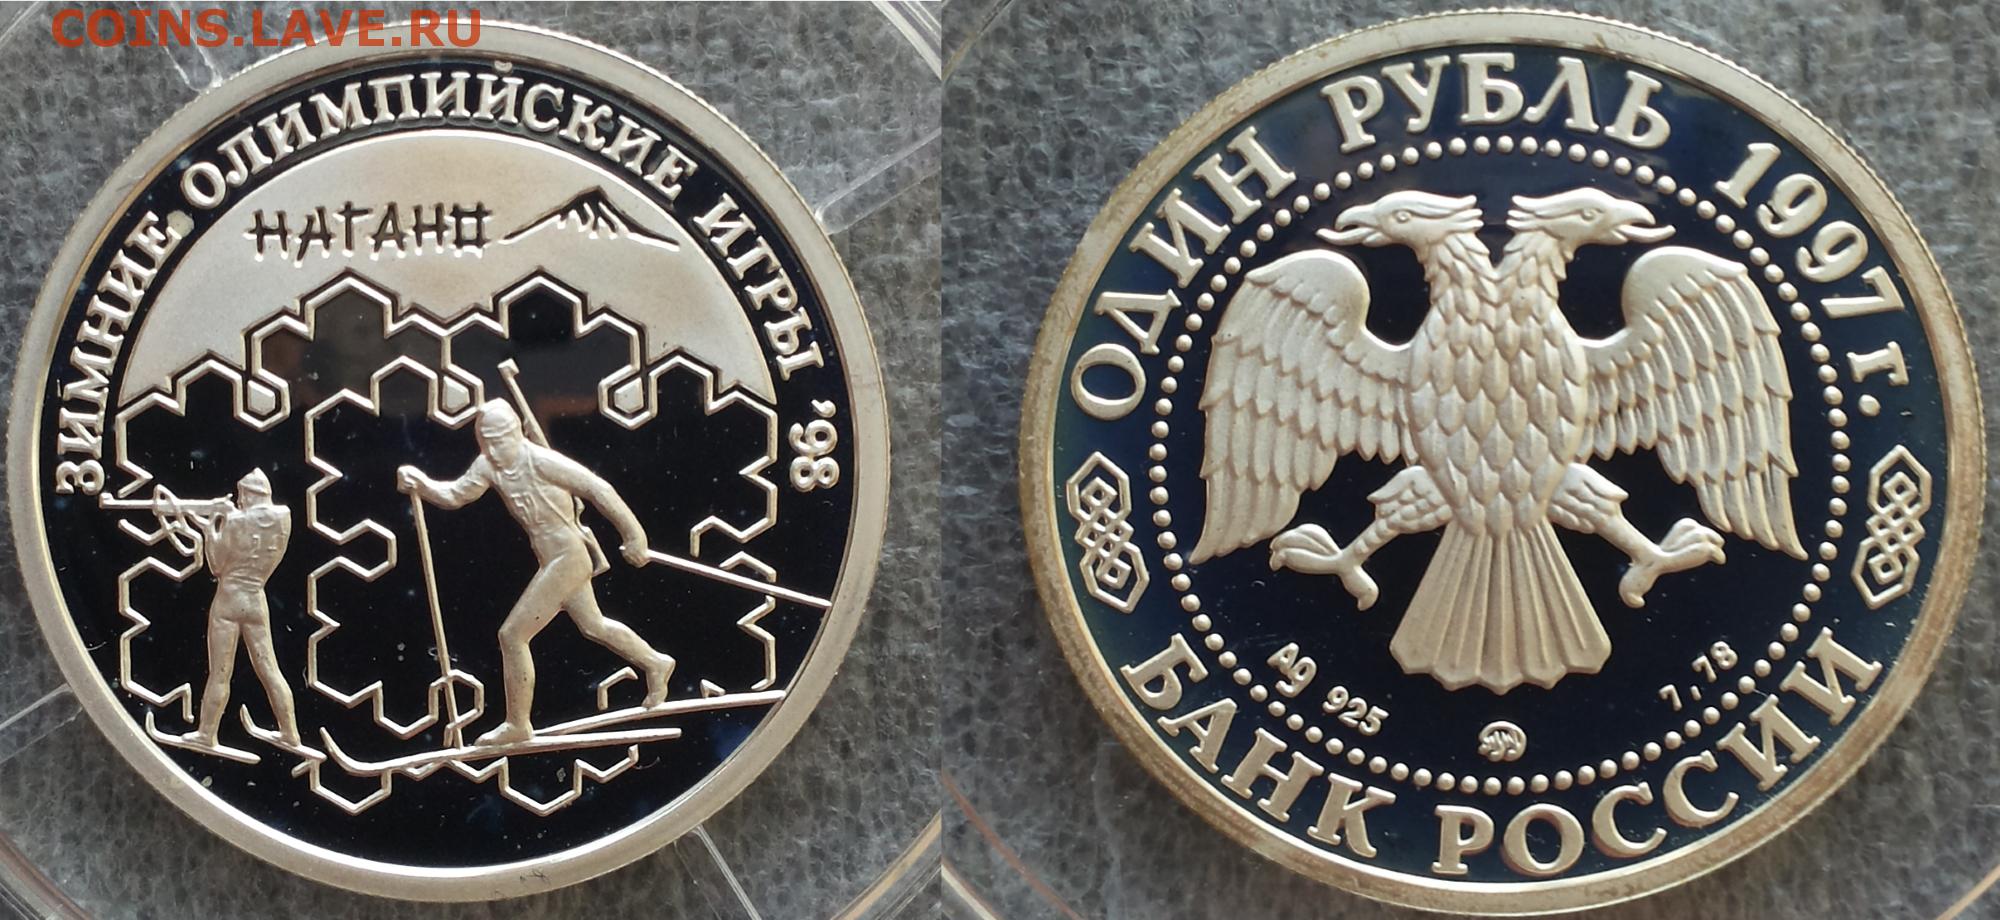 COINS.LAVE.RU
ЗИМНИЕ ОЛИМПИЙСКИЕ ИГРЫ '98
НАГАНО
ОДИН РУБЛЬ 1997 г.
Ag 925
7,78
БАНК РОССИИ